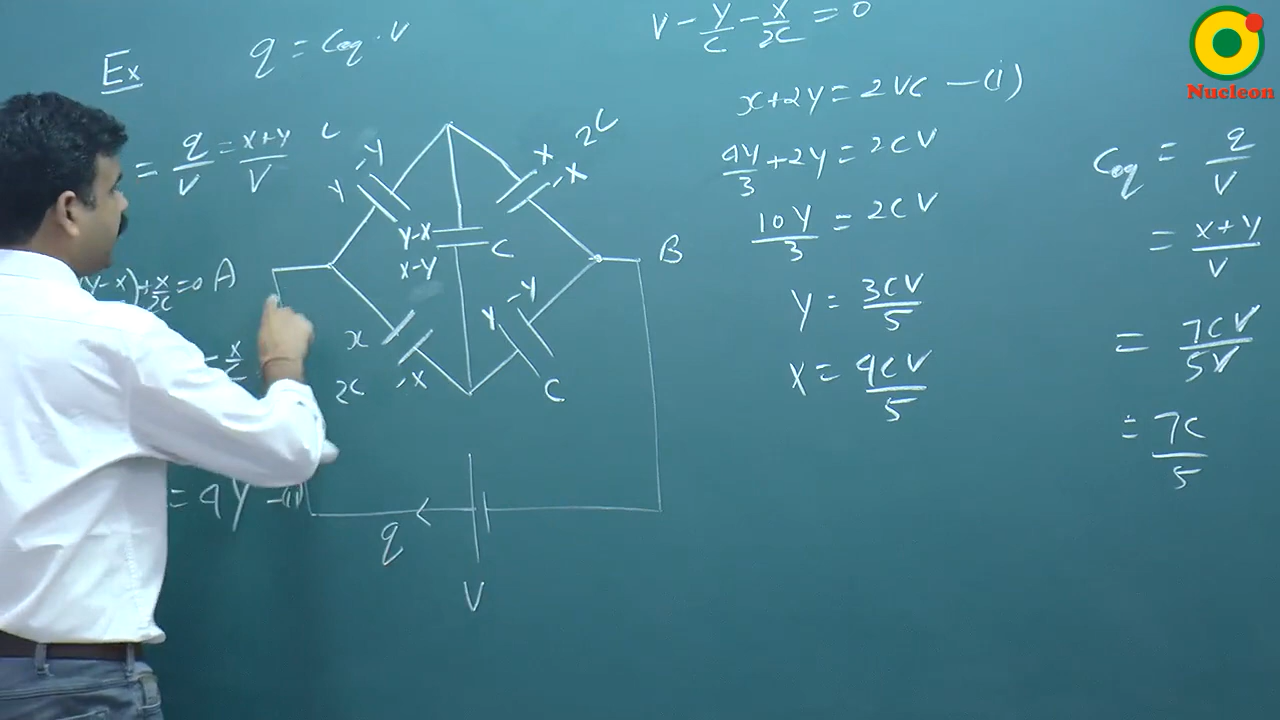 Ex
q = Ceq . V
= q/V = x+y/V
V - Y/C - X/2C = 0
x+2y = 2VC —(i)
4Y/3 + 2Y = 2CV
10Y/3 = 2CV
Y = 3CV/5
X = 4CV/5
Ceq = q/V
= x+y/V
= 7CV/5V
= 7C/5
(Y-X) + X/2C = 0
= 4Y —(ii)
C
2C
Y
-Y
X
-X
Y-X
X-Y
C
A
B
x
-X
2C
Y
-Y
C
q
V
Nucleon